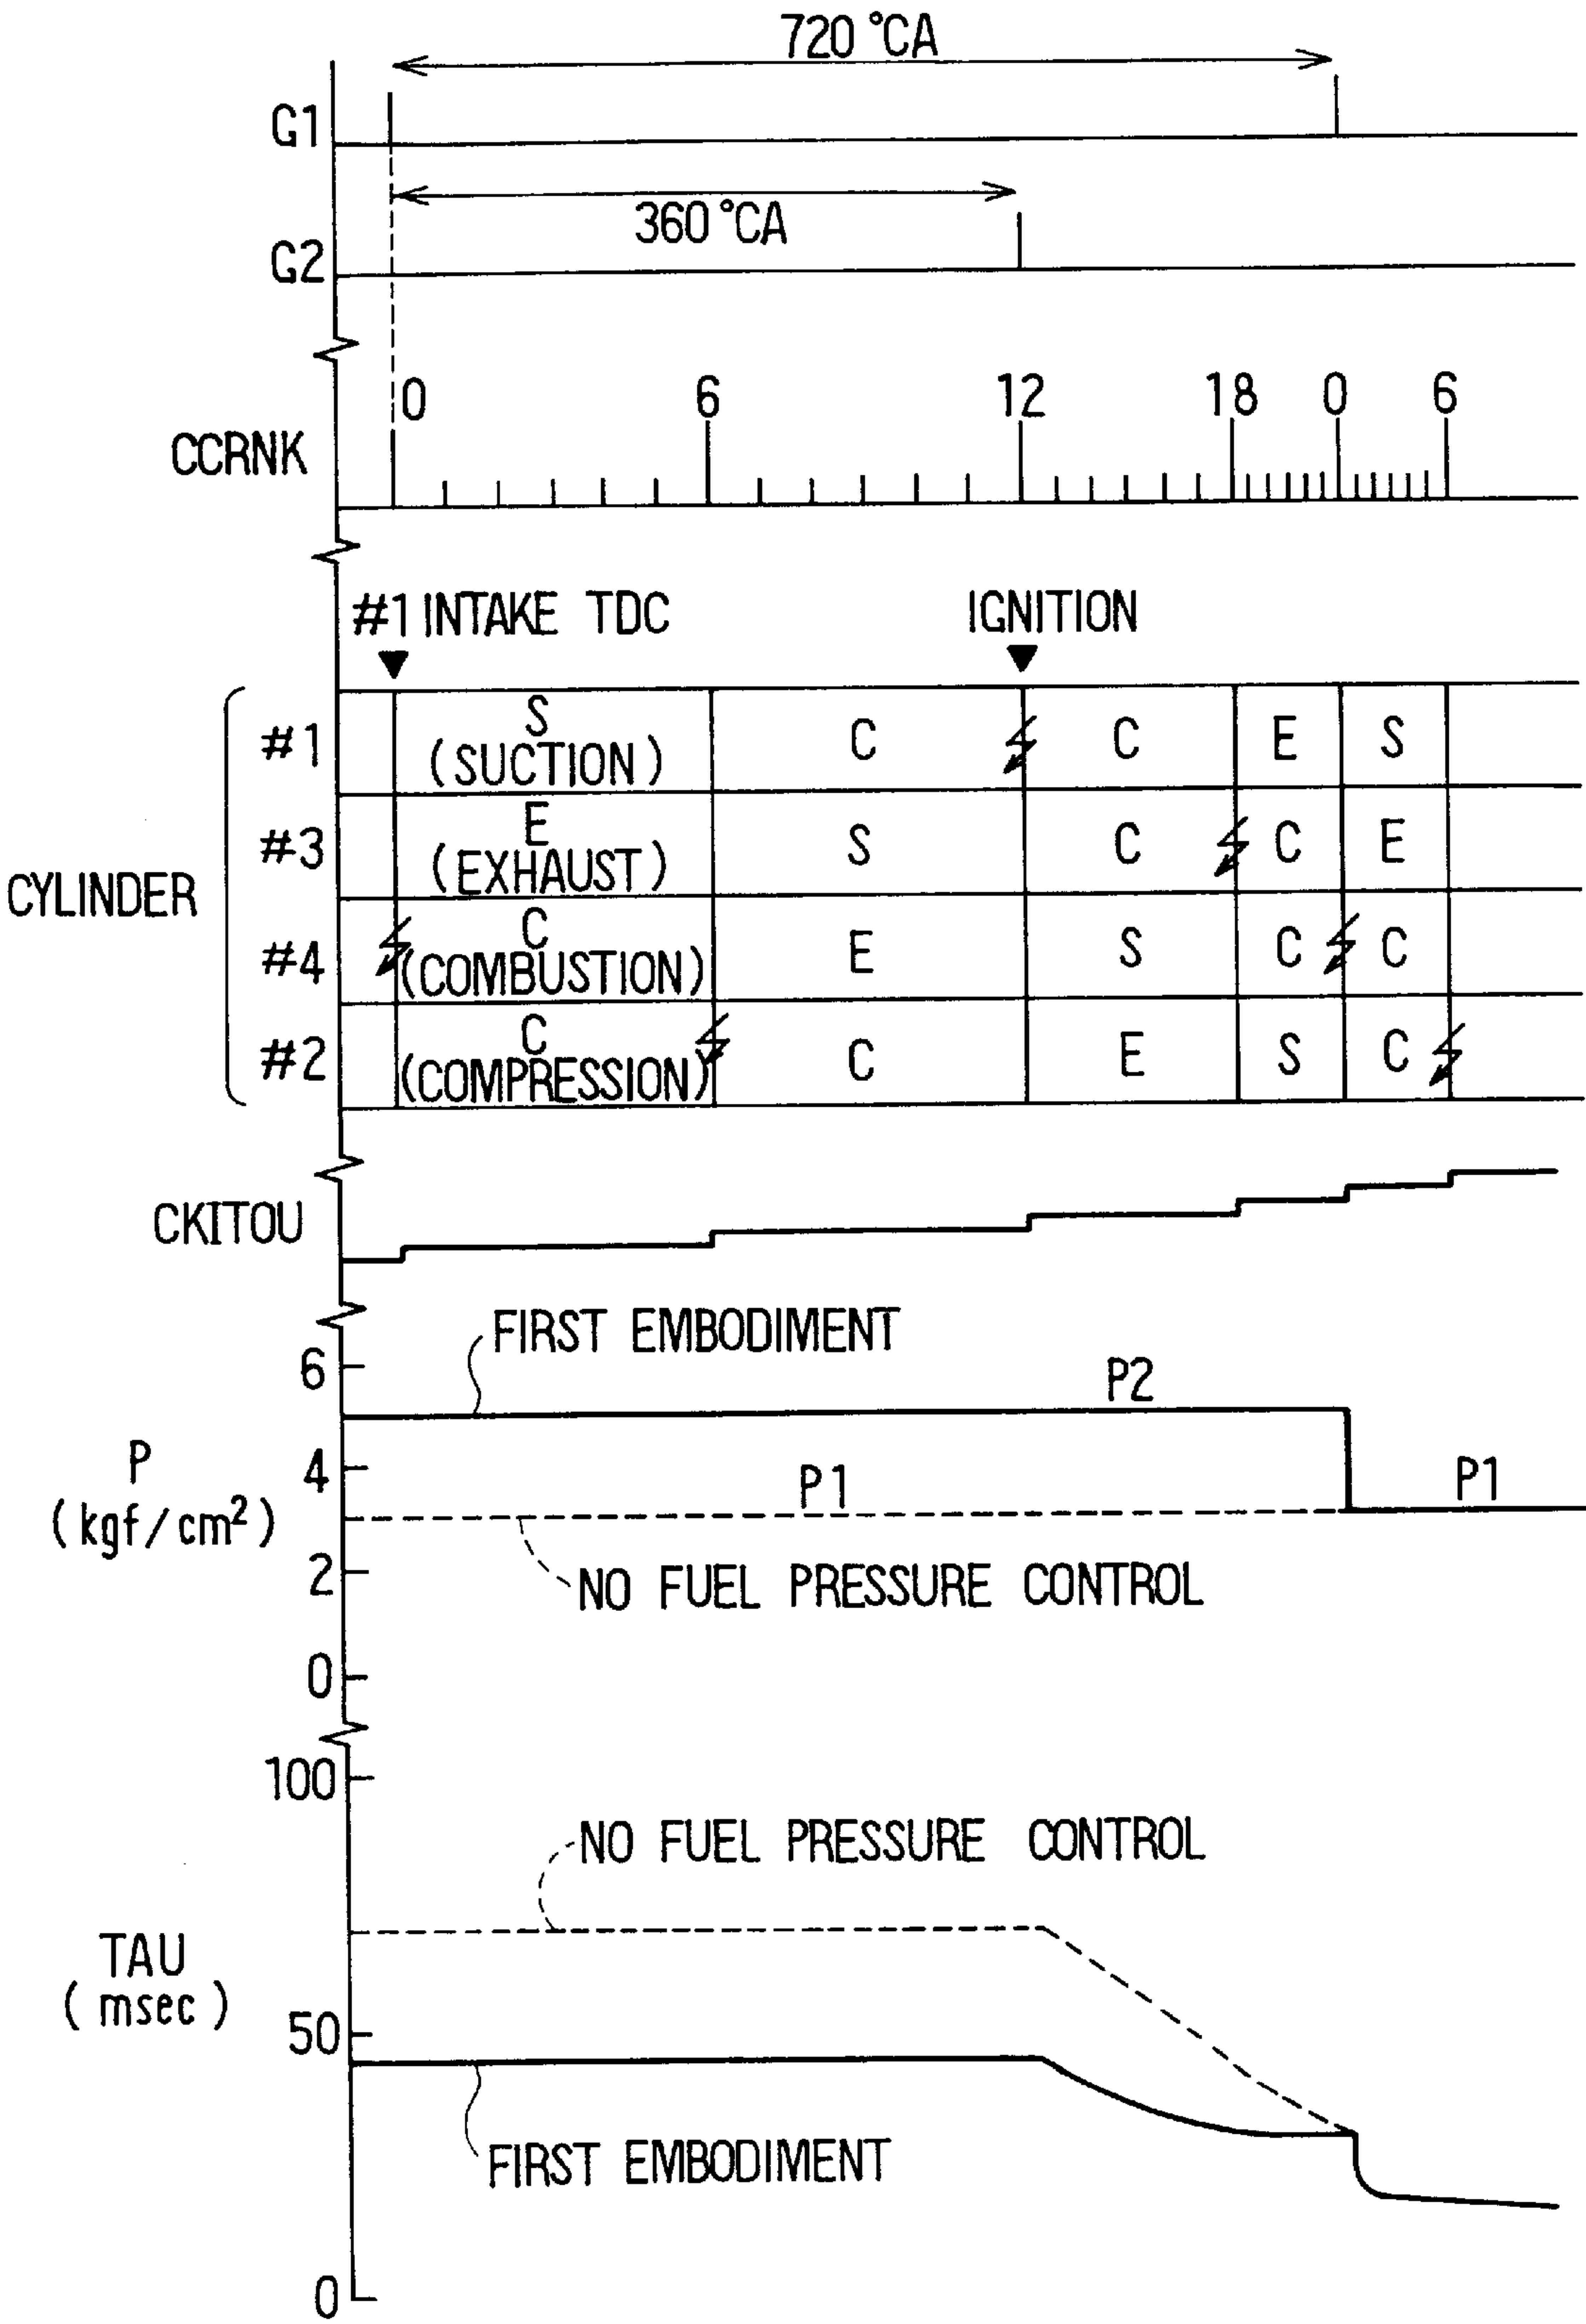 720 °CA
G1
360 °CA
G2
0 6 12 18 0 6
CCRNK
#1 INTAKE TDC IGNITION
CYLINDER
#1 S (SUCTION) C C E S
#3 E (EXHAUST) S C C E
#4 C (COMBUSTION) E S C C
#2 C (COMPRESSION) C E S C
CKITOU
FIRST EMBODIMENT
6
P2
P (kgf/cm²)
4
P1
P1
2
NO FUEL PRESSURE CONTROL
0
100
NO FUEL PRESSURE CONTROL
TAU (msec)
50
FIRST EMBODIMENT
0